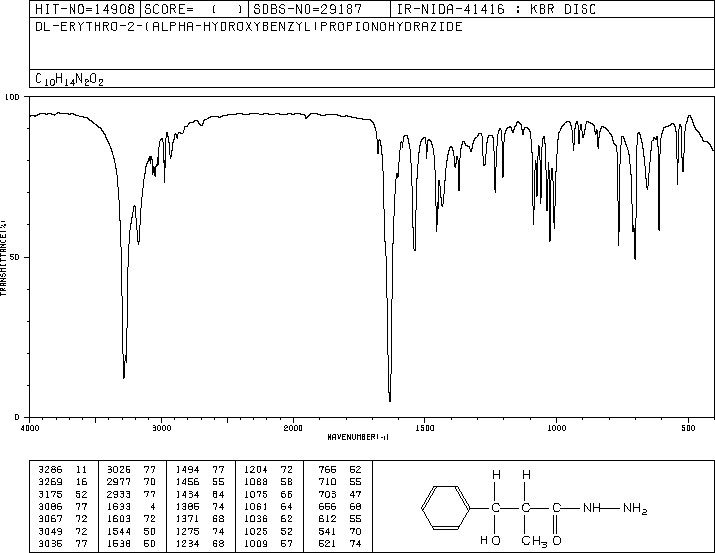 HIT-NO=14908 SCORE= ( ) SDBS-NO=29187 IR-NIDA-41416 : KBR DISC
DL-ERYTHRO-2-(ALPHA-HYDROXYBENZYL)PROPIONOHYDRAZIDE
C10H14N2O2
100
50
0
TRANSMITTANCE(%)
4000 3000 2000 1500 1000 500
WAVENUMBER(-1)
3286 11 3026 77 1494 77 1204 72 766 52
3269 16 2977 70 1456 55 1088 58 710 55
3175 52 2933 77 1434 64 1075 66 703 47
3086 77 1633 4 1386 74 1061 64 656 68
3067 72 1603 72 1371 68 1036 62 612 55
3049 72 1544 50 1275 74 1025 52 541 70
3036 77 1538 50 1234 68 1009 57 521 74
H H
C C C NH NH2
HO CH3 O